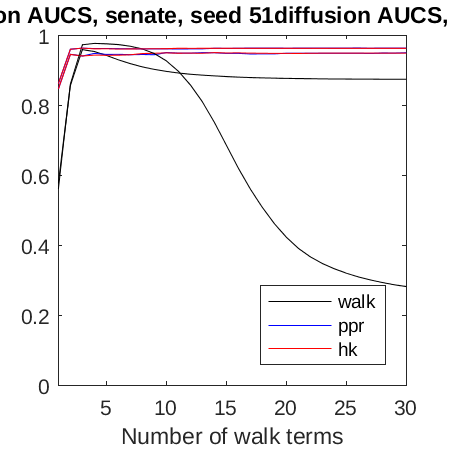 on AUCS, senate, seed 51diffusion AUCS,
1
0.8
0.6
0.4
0.2
0
5
10
15
20
25
30
walk
ppr
hk
Number of walk terms